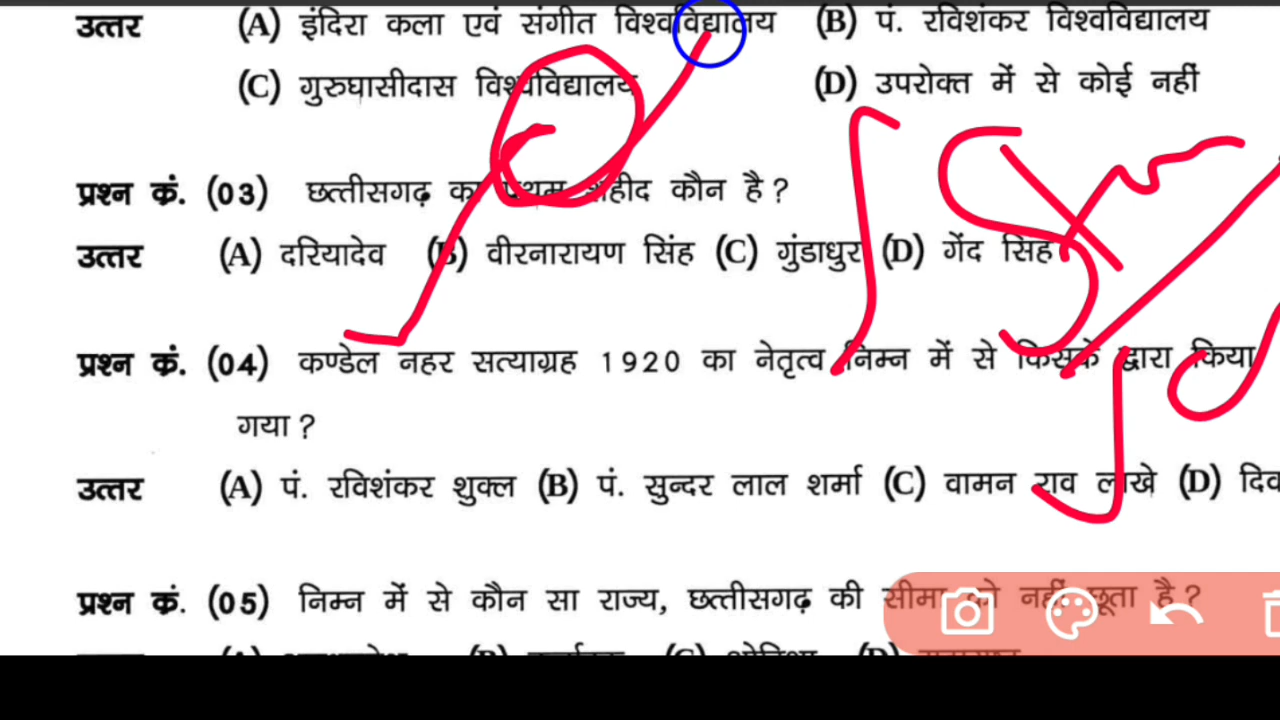 उत्तर (A) इंदिरा कला एवं संगीत विश्वविद्यालय (B) पं. रविशंकर विश्वविद्यालय
(C) गुरुघासीदास विश्वविद्यालय (D) उपरोक्त में से कोई नहीं
प्रश्न कं. (03) छत्तीसगढ़ का प्रथम शहीद कौन है ?
उत्तर (A) दरियादेव (B) वीरनारायण सिंह (C) गुंडाधुर (D) गेंद सिंह
प्रश्न कं. (04) कण्डेल नहर सत्याग्रह 1920 का नेतृत्व निम्न में से किसके द्वारा किया
गया ?
उत्तर (A) पं. रविशंकर शुक्ल (B) पं. सुन्दर लाल शर्मा (C) वामन राव लाखे (D)
प्रश्न कं. (05) निम्न में से कौन सा राज्य, छत्तीसगढ़ की सीमा को नहीं छूता है ?